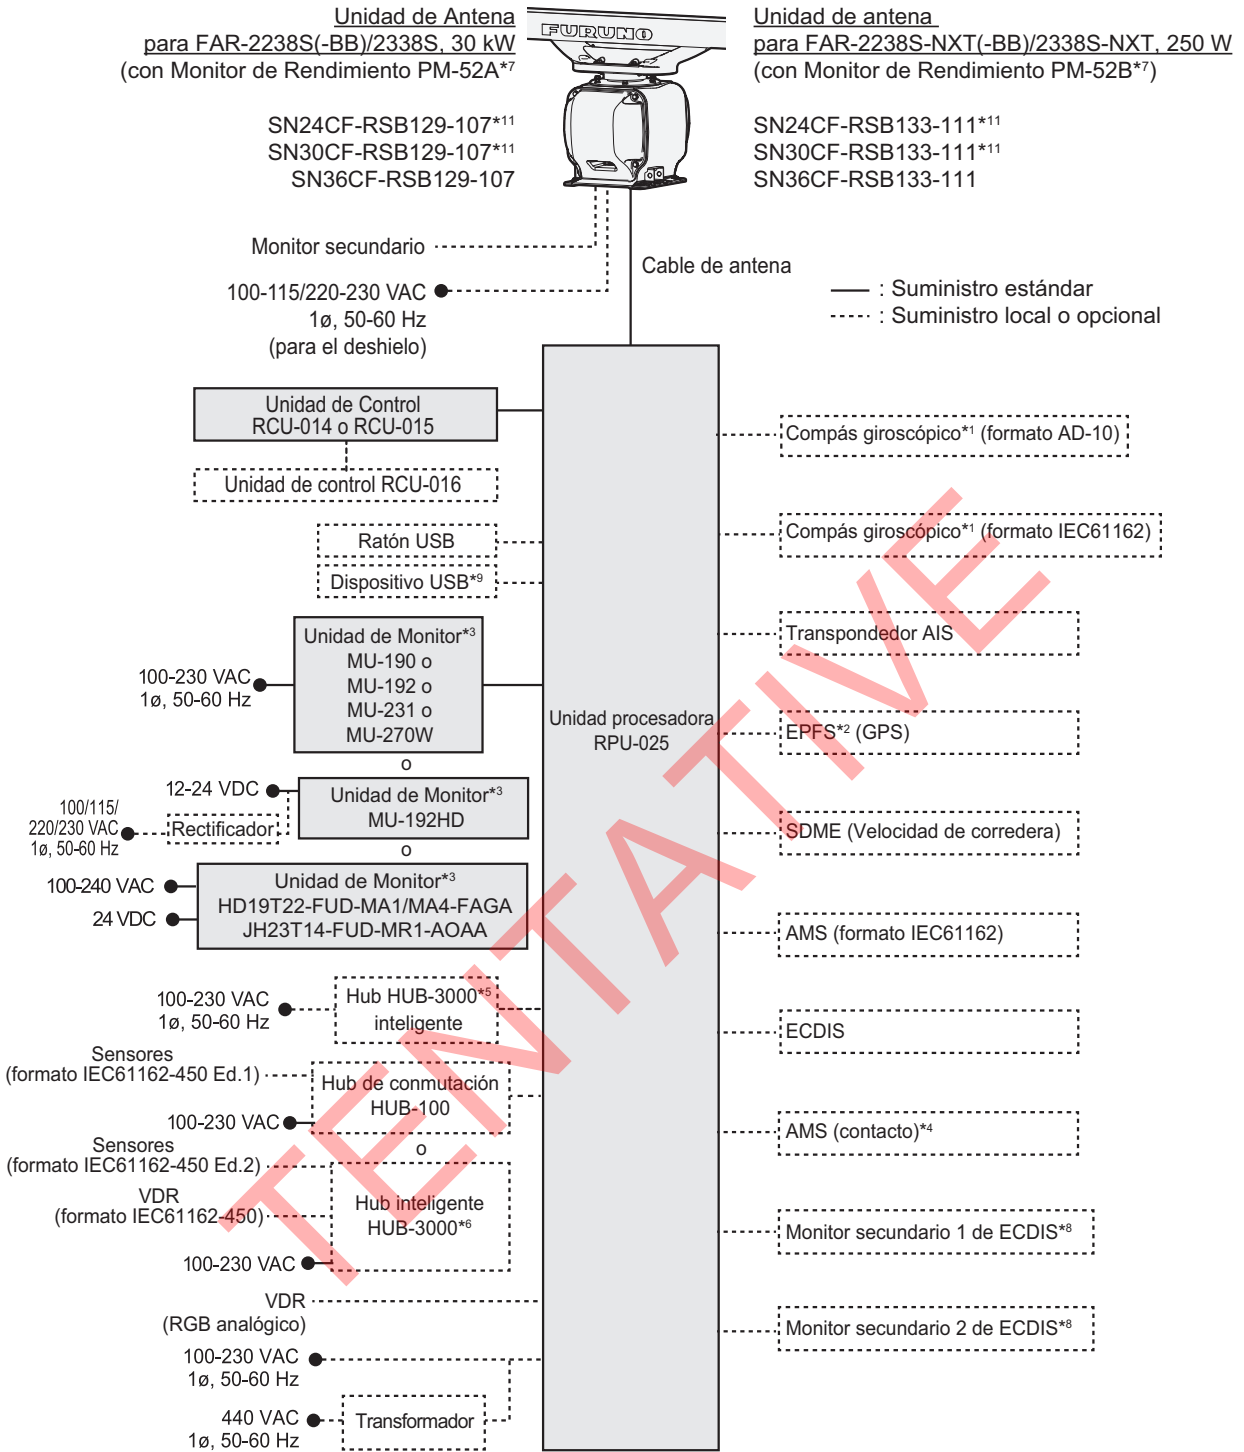 Unidad de Antena
para FAR-2238S(-BB)/2338S, 30 kW
(con Monitor de Rendimiento PM-52A*7)
SN24CF-RSB129-107*11
SN30CF-RSB129-107*11
SN36CF-RSB129-107
FURUNO
Unidad de antena
para FAR-2238S-NXT(-BB)/2338S-NXT, 250 W
(con Monitor de Rendimiento PM-52B*7)
SN24CF-RSB133-111*11
SN30CF-RSB133-111*11
SN36CF-RSB133-111
Monitor secundario
100-115/220-230 VAC
1ø, 50-60 Hz
(para el deshielo)
Cable de antena
: Suministro estándar
: Suministro local o opcional
Unidad de Control
RCU-014 o RCU-015
Unidad de control RCU-016
Ratón USB
Dispositivo USB*9
100-230 VAC
1ø, 50-60 Hz
Unidad de Monitor*3
MU-190 o
MU-192 o
MU-231 o
MU-270W
o
12-24 VDC
100/115/
220/230 VAC
1ø, 50-60 Hz
Rectificador
Unidad de Monitor*3
MU-192HD
o
100-240 VAC
24 VDC
Unidad de Monitor*3
HD19T22-FUD-MA1/MA4-FAGA
JH23T14-FUD-MR1-AOAA
100-230 VAC
1ø, 50-60 Hz
Hub HUB-3000*5
inteligente
Sensores
(formato IEC61162-450 Ed.1)
100-230 VAC
Hub de conmutación
HUB-100
o
Sensores
(formato IEC61162-450 Ed.2)
VDR
(formato IEC61162-450)
100-230 VAC
Hub inteligente
HUB-3000*6
VDR
(RGB analógico)
100-230 VAC
1ø, 50-60 Hz
440 VAC
1ø, 50-60 Hz
Transformador
Unidad procesadora
RPU-025
Compás giroscópico*1 (formato AD-10)
Compás giroscópico*1 (formato IEC61162)
Transpondedor AIS
EPFS*2 (GPS)
SDME (Velocidad de corredera)
AMS (formato IEC61162)
ECDIS
AMS (contacto)*4
Monitor secundario 1 de ECDIS*8
Monitor secundario 2 de ECDIS*8
TENTATIVE